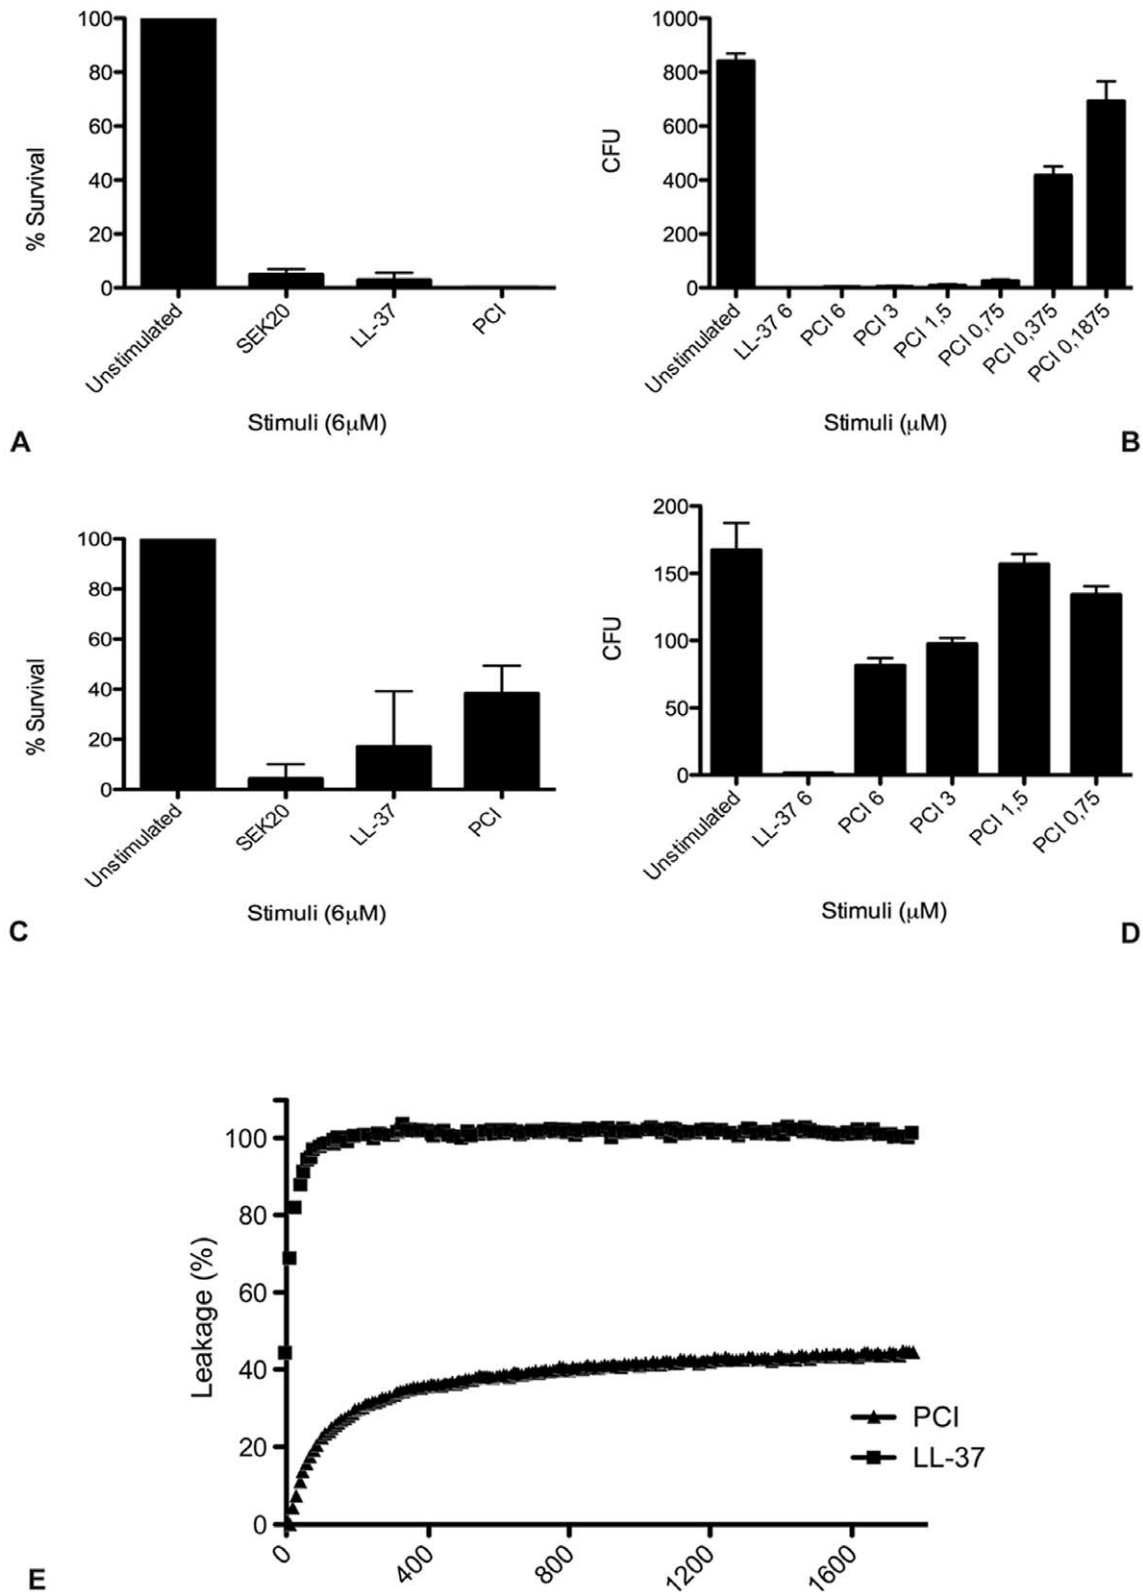 100
80
60
40
20
0
% Survival
Unstimulated
SEK20
LL-37
PCI
Stimuli (6μM)
A
1000
800
600
400
200
0
CFU
Unstimulated
LL-37 6
PCI 6
PCI 3
PCI 1,5
PCI 0,75
PCI 0,375
PCI 0,1875
Stimuli (μM)
B
100
80
60
40
20
0
% Survival
Unstimulated
SEK20
LL-37
PCI
Stimuli (6μM)
C
200
150
100
50
0
CFU
Unstimulated
LL-37 6
PCI 6
PCI 3
PCI 1,5
PCI 0,75
Stimuli (μM)
D
100
80
60
40
20
0
Leakage (%)
PCI
LL-37
0
400
800
1200
1600
E